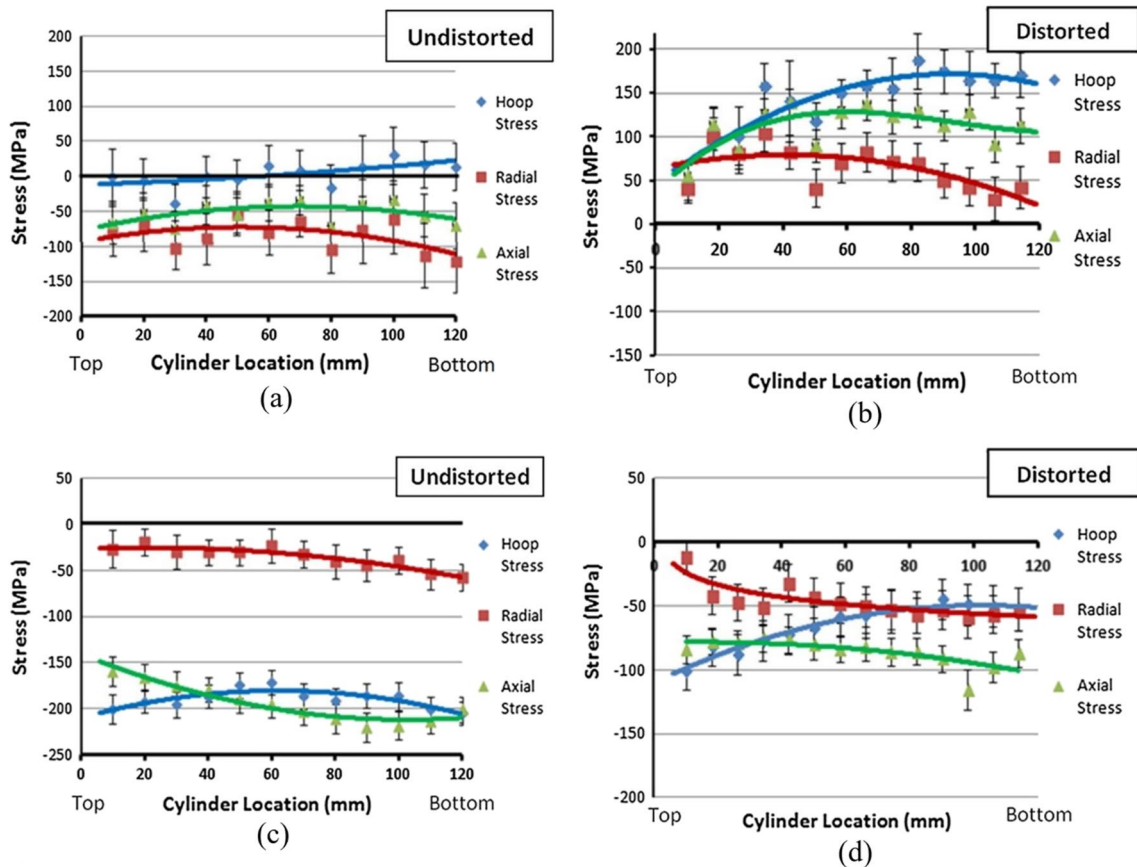 Undistorted
Stress (MPa)
200
150
100
50
0
-50
-100
-150
-200
0 20 40 60 80 100 120
Hoop
Stress
Radial
Stress
Axial
Stress
Top Cylinder Location (mm) Bottom
(a)
Distorted
Stress (MPa)
200
150
100
50
0
-50
-100
-150
0 20 40 60 80 100 120
Hoop
Stress
Radial
Stress
Axial
Stress
Top Cylinder Location (mm) Bottom
(b)
Undistorted
Stress (MPa)
50
0
-50
-100
-150
-200
-250
0 20 40 60 80 100 120
Hoop
Stress
Radial
Stress
Axial
Stress
Top Cylinder Location (mm) Bottom
(c)
Distorted
Stress (MPa)
50
0
-50
-100
-150
-200
0 20 40 60 80 100 120
Hoop
Stress
Radial
Stress
Axial
Stress
Top Cylinder Location (mm) Bottom
(d)